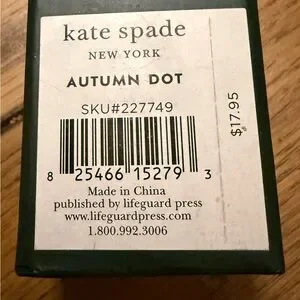 kate spade
NEW YORK
AUTUMN DOT
SKU#227749
8 25466 15279 3
Made in China
published by lifeguard press
www.lifeguardpress.com
1.800.992.3006
$17.95